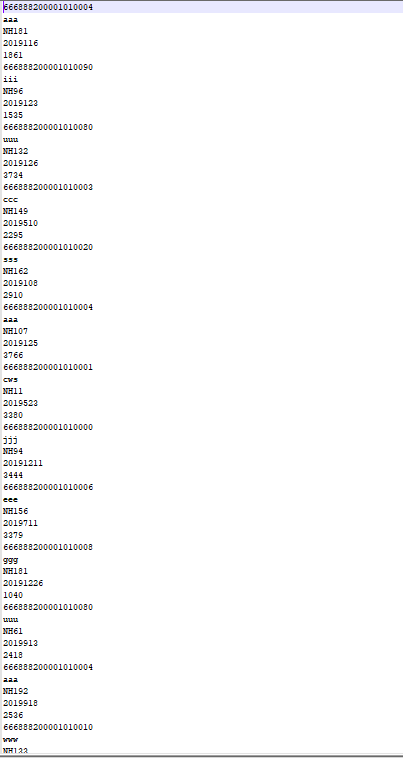 666888200001010004
aaa
NH181
2019116
1861
666888200001010090
iii
NH96
2019123
1535
666888200001010080
uuu
NH132
2019126
3734
666888200001010003
ccc
NH149
2019510
2295
666888200001010020
sss
NH162
2019108
2910
666888200001010004
aaa
NH107
2019125
3766
666888200001010001
cws
NH11
2019523
3380
666888200001010000
jjj
NH94
20191211
3444
666888200001010006
eee
NH156
2019711
3379
666888200001010008
ggg
NH181
20191226
1040
666888200001010080
uuu
NH61
2019913
2418
666888200001010004
aaa
NH192
2019918
2536
666888200001010010
www
NH133